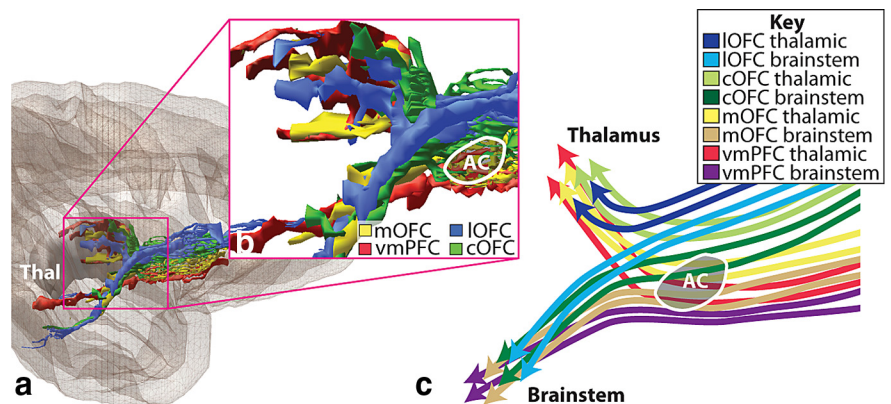 Thal
a
b
AC
mOFC
lOFC
vmPFC
cOFC
Key
lOFC thalamic
lOFC brainstem
cOFC thalamic
cOFC brainstem
mOFC thalamic
mOFC brainstem
vmPFC thalamic
vmPFC brainstem
Thalamus
AC
c
Brainstem